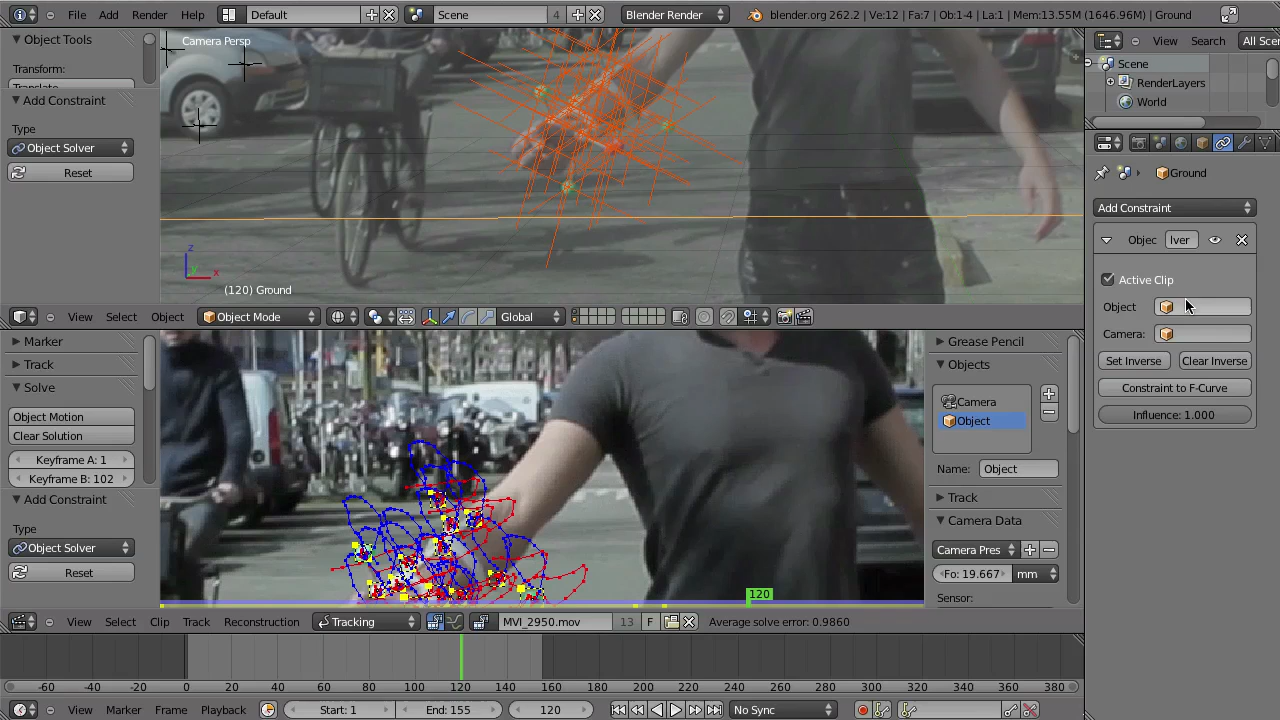 File Add Render Help Default Scene 4 Blender Render blender.org 262.2 | Ve:12 | Fa:7 | Ob:1-4 | La:1 | Mem:13.55M (1646.96M) | Ground
Object Tools
Transform:
Add Constraint
Type
Object Solver
Reset
Camera Persp
z
x
(120) Ground
View Select Object Object Mode Global
Marker
Track
Solve
Object Motion
Clear Solution
Keyframe A: 1
Keyframe B: 102
Add Constraint
Type
Object Solver
Reset
120
Grease Pencil
Objects
Camera
Object
Name: Object
Track
Camera Data
Camera Pres
Fo: 19.667 mm
Sensor:
View Select Clip Track Reconstruction Tracking MVI_2950.mov 13 F Average solve error: 0.9860
-60 -40 -20 0 20 40 60 80 100 120 140 160 180 200 220 240 260 280 300 320 340 360 380
View Marker Frame Playback Start: 1 End: 155 120 No Sync
View Search All Sce
Scene
RenderLayers
World
Ground
Add Constraint
Objec lver
Active Clip
Object
Camera:
Set Inverse Clear Inverse
Constraint to F-Curve
Influence: 1.000